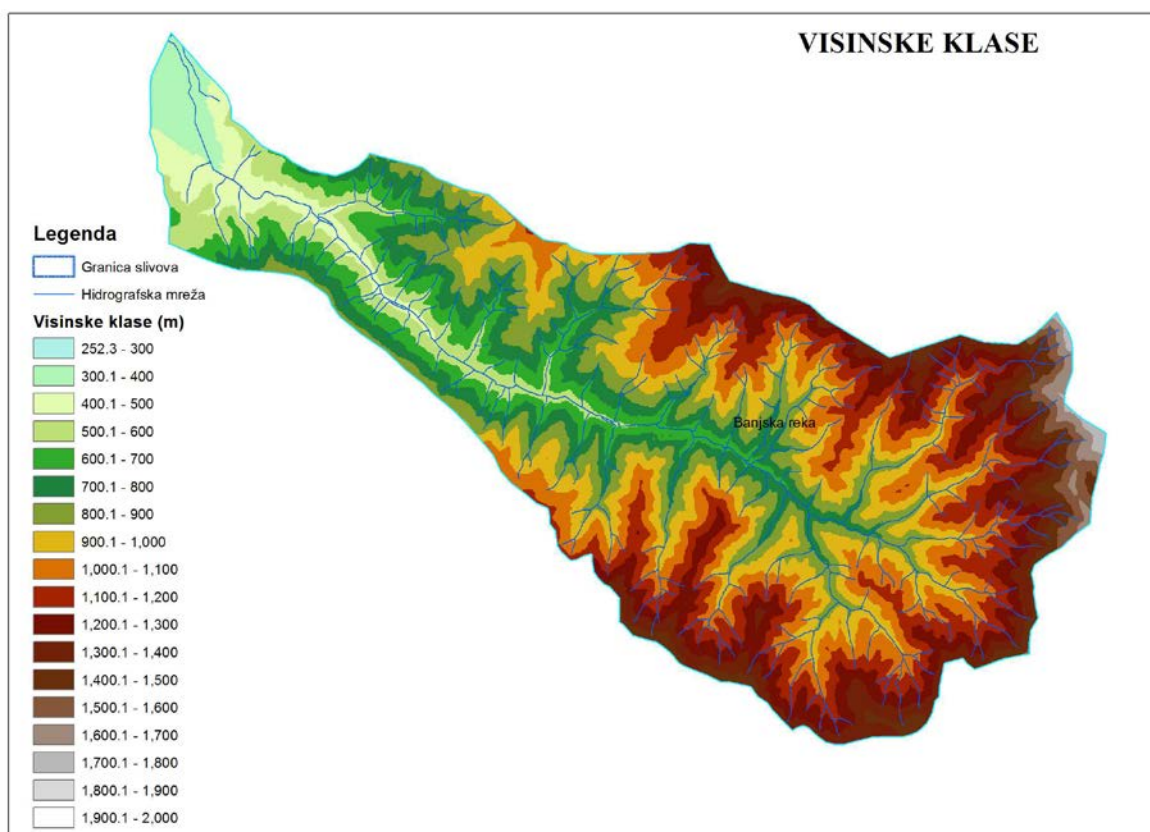 VISINSKE KLASE
Banjska reka
Legenda
Granica slivova
Hidrografska mreža
Visinske klase (m)
252.3 - 300
300.1 - 400
400.1 - 500
500.1 - 600
600.1 - 700
700.1 - 800
800.1 - 900
900.1 - 1,000
1,000.1 - 1,100
1,100.1 - 1,200
1,200.1 - 1,300
1,300.1 - 1,400
1,400.1 - 1,500
1,500.1 - 1,600
1,600.1 - 1,700
1,700.1 - 1,800
1,800.1 - 1,900
1,900.1 - 2,000